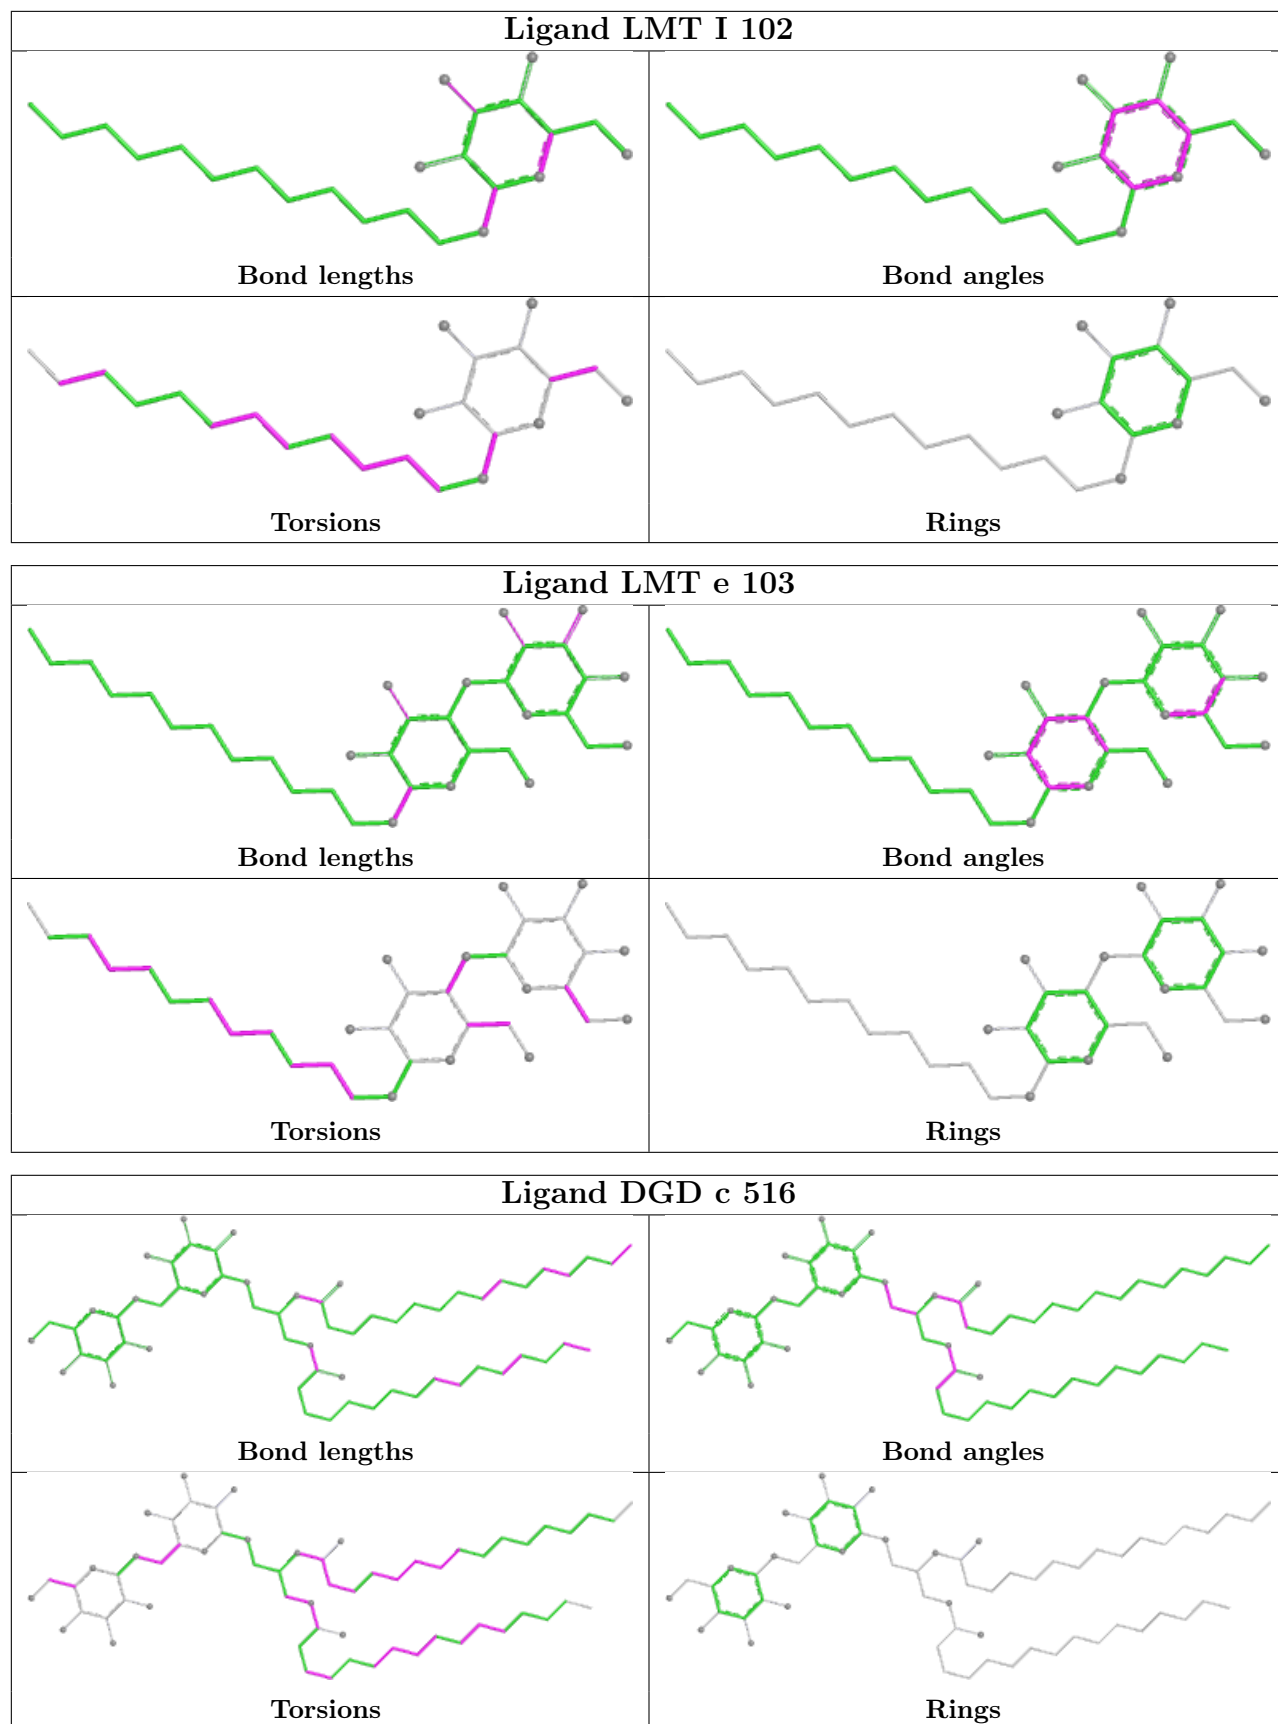 Ligand LMT I 102
Bond lengths
Bond angles
Torsions
Rings
Ligand LMT e 103
Bond lengths
Bond angles
Torsions
Rings
Ligand DGD c 516
Bond lengths
Bond angles
Torsions
Rings